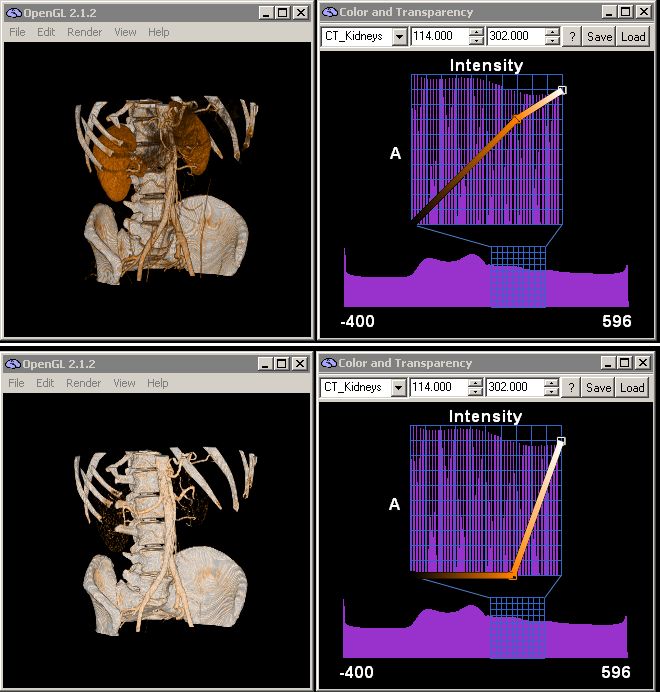 OpenGL 2.1.2
File Edit Render View Help
Color and Transparency
CT_Kidneys 114.000 302.000 ? Save Load
Intensity
A
-400 596
OpenGL 2.1.2
File Edit Render View Help
Color and Transparency
CT_Kidneys 114.000 302.000 ? Save Load
Intensity
A
-400 596